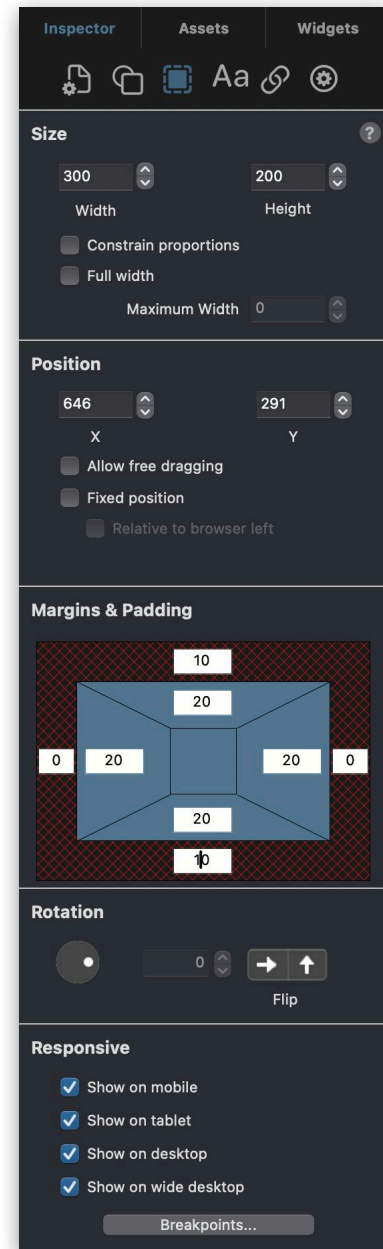 Inspector Assets Widgets
Aa
Size ?
300 200
Width Height
Constrain proportions
Full width
Maximum Width 0
Position
646 291
X Y
Allow free dragging
Fixed position
Relative to browser left
Margins & Padding
10
20
0 20 20 0
20
10
Rotation
0
Flip
Responsive
Show on mobile
Show on tablet
Show on desktop
Show on wide desktop
Breakpoints...